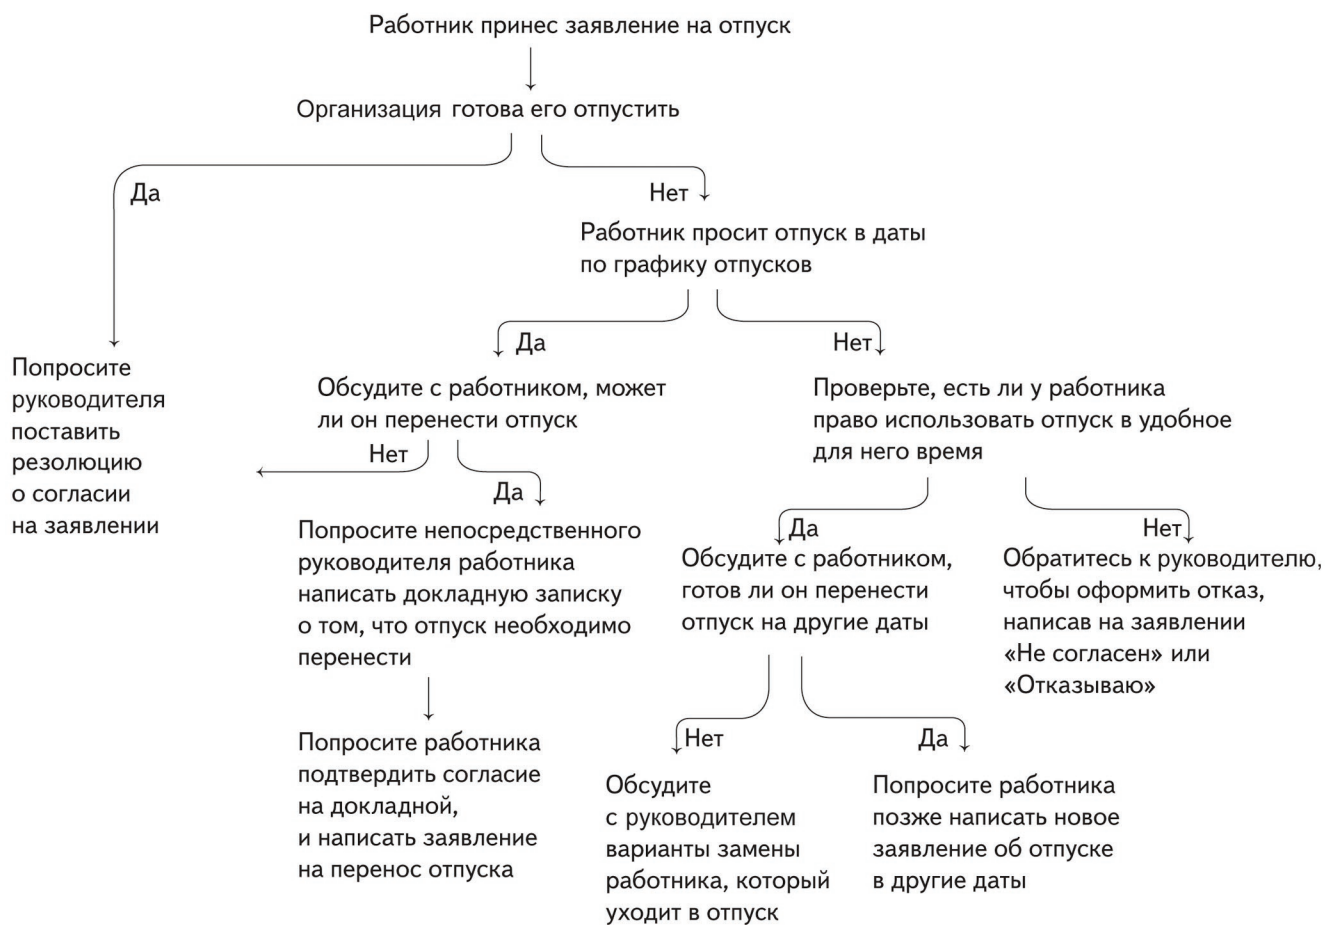 Работник принес заявление на отпуск
Организация готова его отпустить
Да
Нет
Работник просит отпуск в даты
по графику отпусков
Да
Нет
Попросите
руководителя
поставить
резолюцию
о согласии
на заявлении
Обсудите с работником, может
ли он перенести отпуск
Проверьте, есть ли у работника
право использовать отпуск в удобное
для него время
Нет
Да
Попросите непосредственного
руководителя работника
написать докладную записку
о том, что отпуск необходимо
перенести
Да
Обсудите с работником,
готов ли он перенести
отпуск на другие даты
Нет
Обратитесь к руководителю,
чтобы оформить отказ,
написав на заявлении
«Не согласен» или
«Отказываю»
Попросите работника
подтвердить согласие
на докладной,
и написать заявление
на перенос отпуска
Нет
Обсудите
с руководителем
варианты замены
работника, который
уходит в отпуск
Да
Попросите работника
позже написать новое
заявление об отпуске
в другие даты